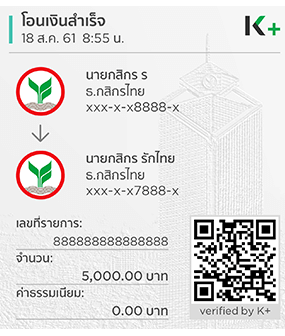 โอนเงินสำเร็จ
18 ส.ค. 61 8:55 น.
K+
นายกสิกร ร
ธ.กสิกรไทย
xxx-x-x8888-x
นายกสิกร รักไทย
ธ.กสิกรไทย
xxx-x-x7888-x
เลขที่รายการ:
888888888888888
จำนวน:
5,000.00 บาท
ค่าธรรมเนียม:
0.00 บาท
verified by K+